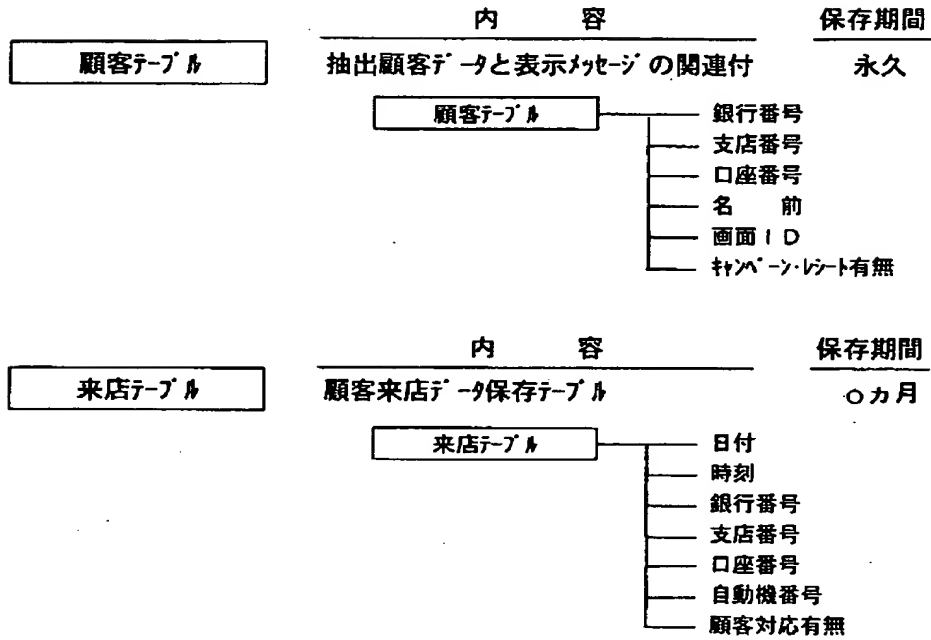 内 容 保存期間
顧客テーブル 抽出顧客データと表示メッセージの関連付 永久
顧客テーブル 銀行番号
支店番号
口座番号
名 前
画面ID
キャンペーン・レシート有無
内 容 保存期間
来店テーブル 顧客来店データ保存テーブル ○ヵ月
来店テーブル 日付
時刻
銀行番号
支店番号
口座番号
自動機番号
顧客対応有無